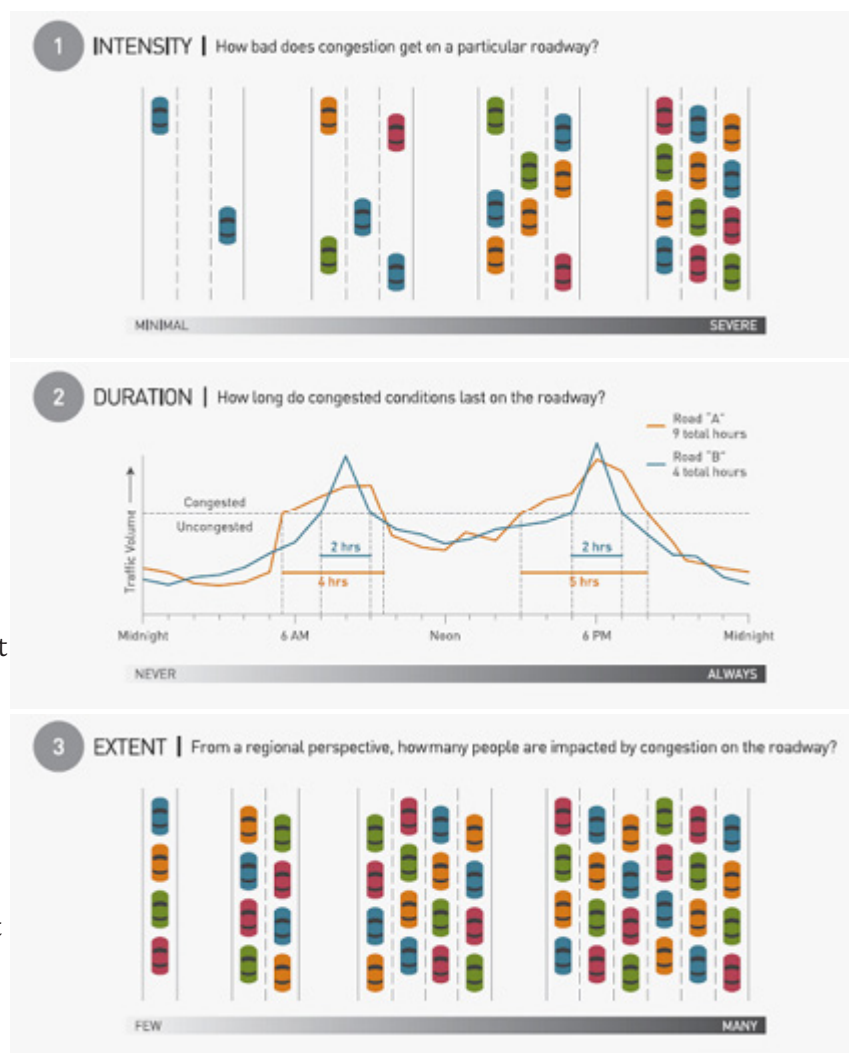 1 INTENSITY | How bad does congestion get on a particular roadway?
MINIMAL SEVERE
2 DURATION | How long do congested conditions last on the roadway?
Road "A"
9 total hours
Road "B"
4 total hours
Traffic Volume
Congested
Uncongested
2 hrs 2 hrs
4 hrs 5 hrs
Midnight 6 AM Noon 6 PM Midnight
NEVER ALWAYS
t
3 EXTENT | From a regional perspective, how many people are impacted by congestion on the roadway?
t
FEW MANY